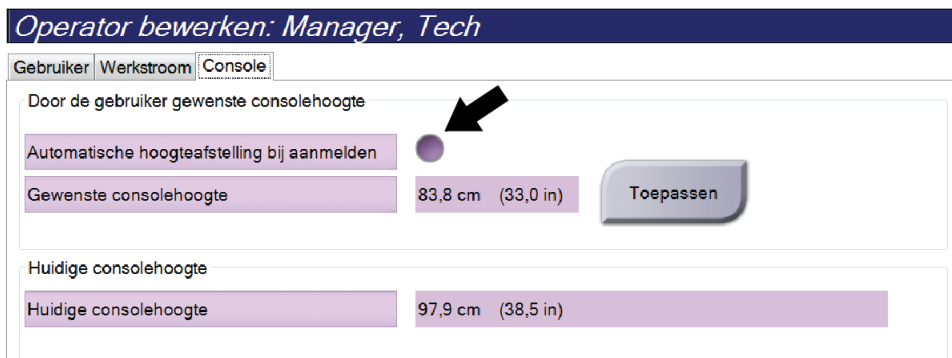 Operator bewerken: Manager, Tech
Gebruiker Werkstroom Console
Door de gebruiker gewenste consolehoogte
Automatische hoogteafstelling bij aanmelden
Gewenste consolehoogte 83,8 cm (33,0 in) Toepassen
Huidige consolehoogte
Huidige consolehoogte 97,9 cm (38,5 in)